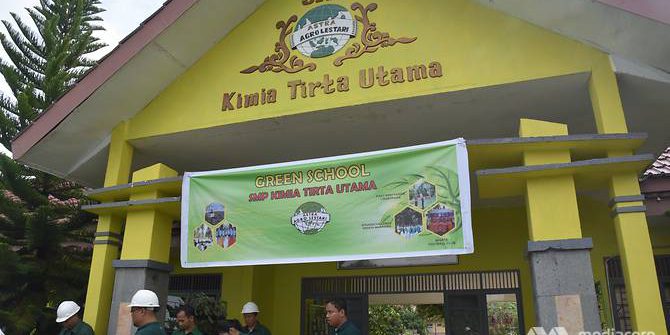 ASTRA
AGRO LESTARI
Kimia Tirta Utama
GREEN SCHOOL
SMP KIMIA TIRTA UTAMA
ASTRA
AGRO LESTARI
mediacorp